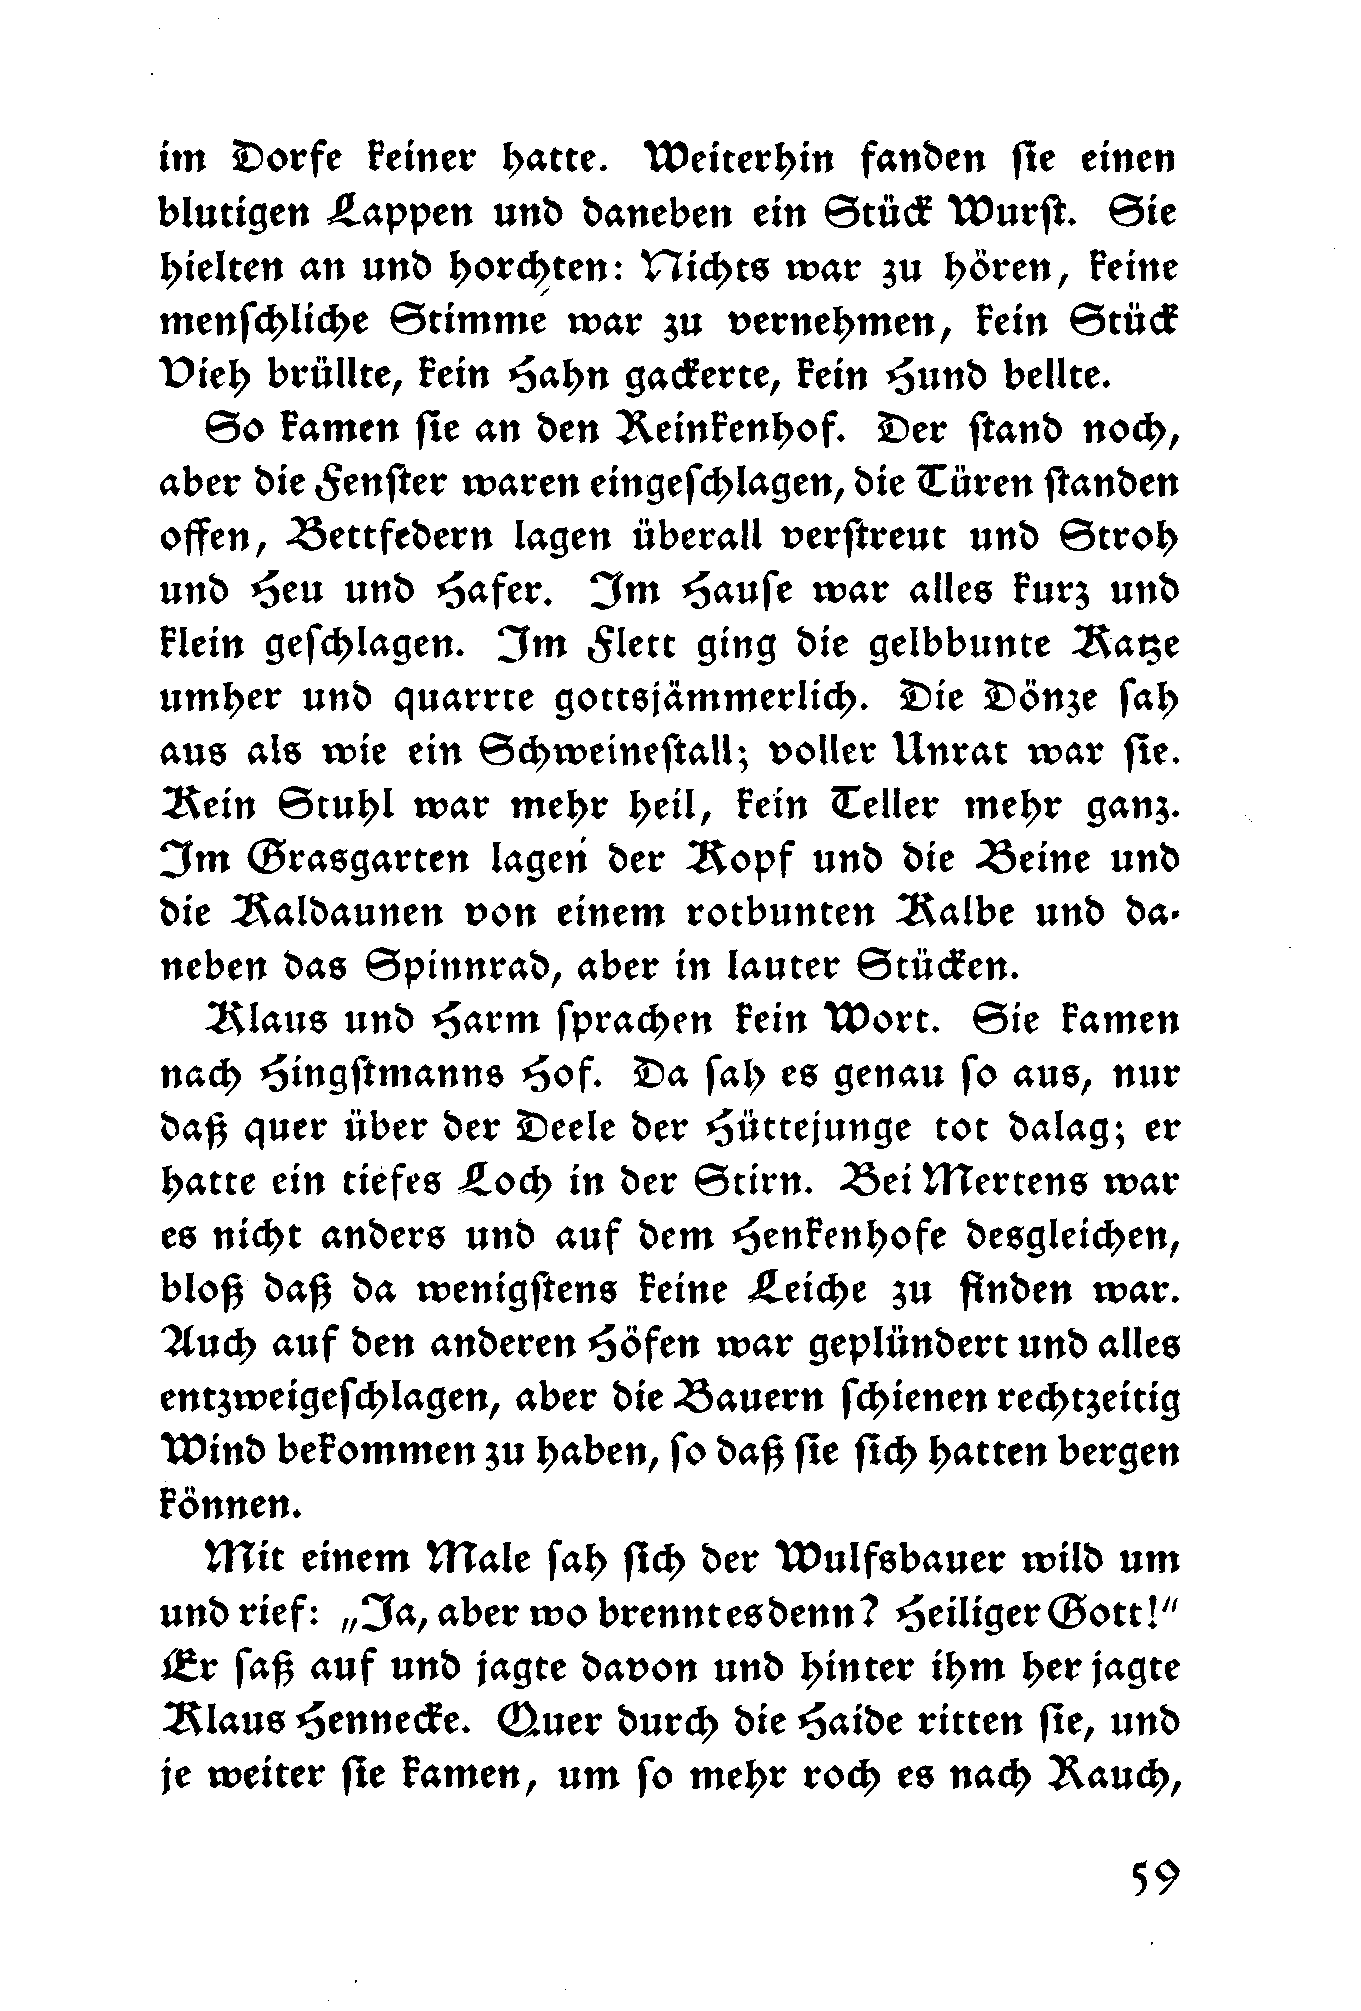 im Dorfe keiner hatte. Weiterhin fanden sie einen
blutigen Lappen und daneben ein Stück Wurst. Sie
hielten an und horchten: Nichts war zu hören, keine
menschliche Stimme war zu vernehmen, kein Stück
Vieh brüllte, kein Hahn gackerte, kein Hund bellte.
So kamen sie an den Reinkenhof. Der stand noch,
aber die Fenster waren eingeschlagen, die Türen standen
offen, Bettfedern lagen überall verstreut und Stroh
und Heu und Hafer. Im Hause war alles kurz und
klein geschlagen. Im Flett ging die gelbbunte Katze
umher und quarrte gottsjämmerlich. Die Dönze sah
aus als wie ein Schweinestall; voller Unrat war sie.
Kein Stuhl war mehr heil, kein Teller mehr ganz.
Im Grasgarten lagen der Kopf und die Beine und
die Kaldaunen von einem rotbunten Kalbe und da-
neben das Spinnrad, aber in lauter Stücken.
Klaus und Harm sprachen kein Wort. Sie kamen
nach Hingstmanns Hof. Da sah es genau so aus, nur
daß quer über der Deele der Hüttejunge tot dalag; er
hatte ein tiefes Loch in der Stirn. Bei Mertens war
es nicht anders und auf dem Henkenhofe desgleichen,
bloß daß da wenigstens keine Leiche zu finden war.
Auch auf den anderen Höfen war geplündert und alles
entzweigeschlagen, aber die Bauern schienen rechtzeitig
Wind bekommen zu haben, so daß sie sich hatten bergen
können.
Mit einem Male sah sich der Wulfsbauer wild um
und rief: „Ja, aber wo brennt es denn? Heiliger Gott!“
Er saß auf und jagte davon und hinter ihm her jagte
Klaus Hennecke. Quer durch die Haide ritten sie, und
je weiter sie kamen, um so mehr roch es nach Rauch,
59